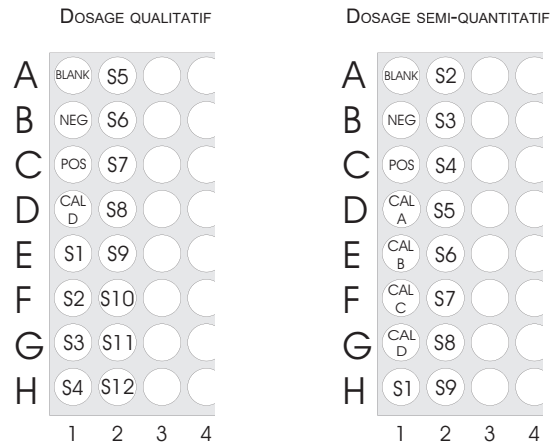 DOSAGE QUALITATIF
A BLANK S5
B NEG S6
C POS S7
D CAL D S8
E S1 S9
F S2 S10
G S3 S11
H S4 S12
1 2 3 4
DOSAGE SEMI-QUANTITATIF
A BLANK S2
B NEG S3
C POS S4
D CAL A S5
E CAL B S6
F CAL C S7
G CAL D S8
H S1 S9
1 2 3 4